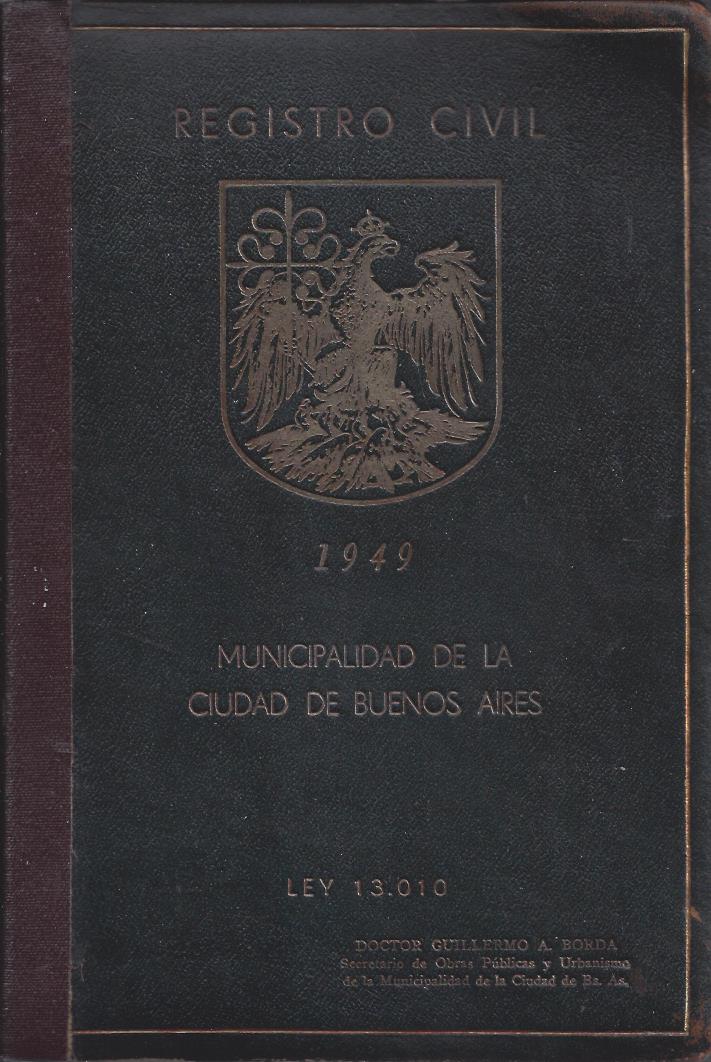 REGISTRO CIVIL
1949
MUNICIPALIDAD DE LA
CIUDAD DE BUENOS AIRES
LEY 13.010
DOCTOR GUILLERMO A. BORDA
Secretario de Obras Públicas y Urbanismo
de la Municipalidad de la Ciudad de Bs. As.